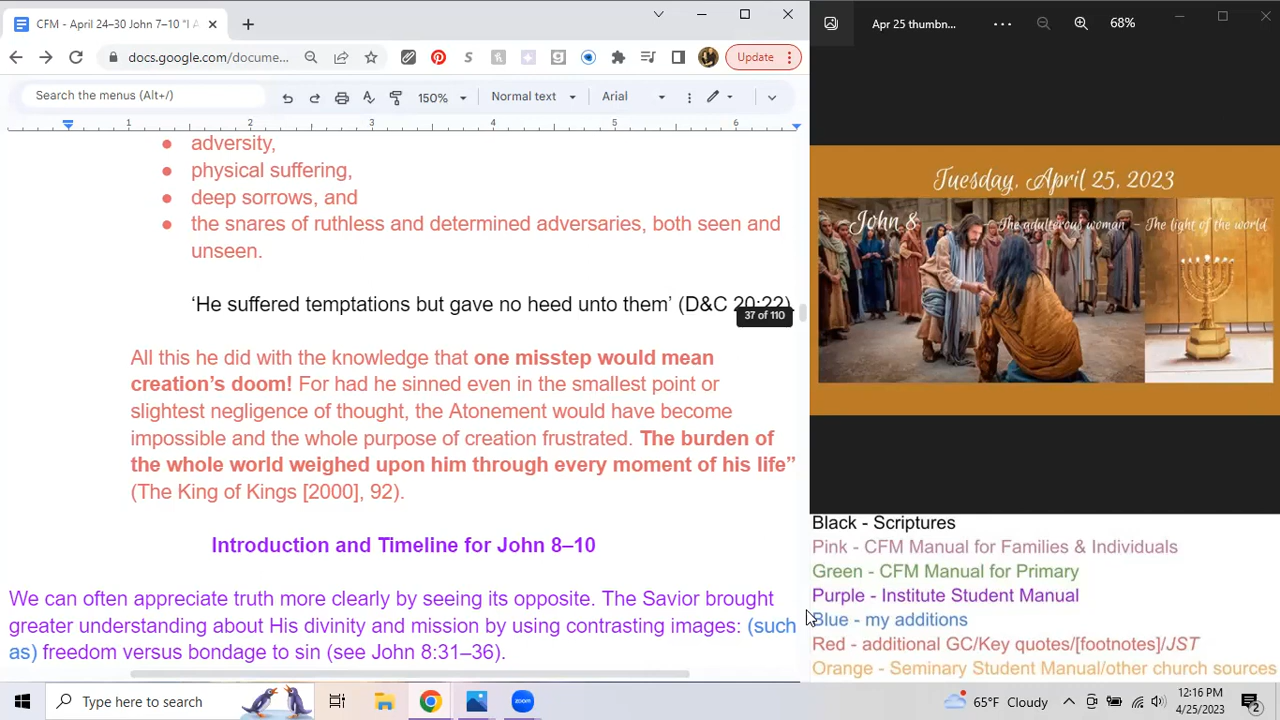 CFM - April 24–30 John 7–10 "I A
docs.google.com/docume...
Update
Search the menus (Alt+/)
150%
Normal text
Arial
1 2 3 4 5 6
● adversity,
● physical suffering,
● deep sorrows, and
● the snares of ruthless and determined adversaries, both seen and
unseen.
‘He suffered temptations but gave no heed unto them’ (D&C 20:22)
37 of 110
All this he did with the knowledge that one misstep would mean
creation’s doom! For had he sinned even in the smallest point or
slightest negligence of thought, the Atonement would have become
impossible and the whole purpose of creation frustrated. The burden of
the whole world weighed upon him through every moment of his life”
(The King of Kings [2000], 92).
Introduction and Timeline for John 8–10
We can often appreciate truth more clearly by seeing its opposite. The Savior brought
greater understanding about His divinity and mission by using contrasting images: (such
as) freedom versus bondage to sin (see John 8:31–36).
Apr 25 thumbn...
68%
Tuesday, April 25, 2023
John 8
The adulterous woman – The light of the world
Black - Scriptures
Pink - CFM Manual for Families & Individuals
Green - CFM Manual for Primary
Purple - Institute Student Manual
Blue - my additions
Red - additional GC/Key quotes/[footnotes]/JST
Orange - Seminary Student Manual/other church sources
Type here to search
zoom
65°F Cloudy
12:16 PM
4/25/2023
2